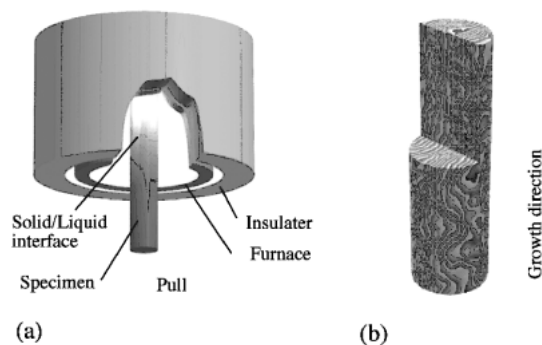 Solid/Liquid
interface
Specimen
Pull
Insulater
Furnace
(a)
Growth direction
(b)